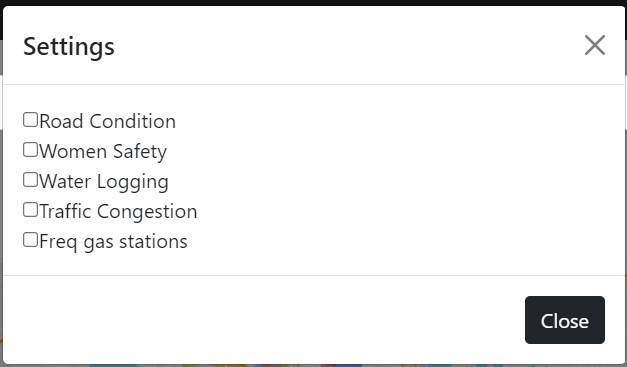 Settings
Road Condition
Women Safety
Water Logging
Traffic Congestion
Freq gas stations
Close